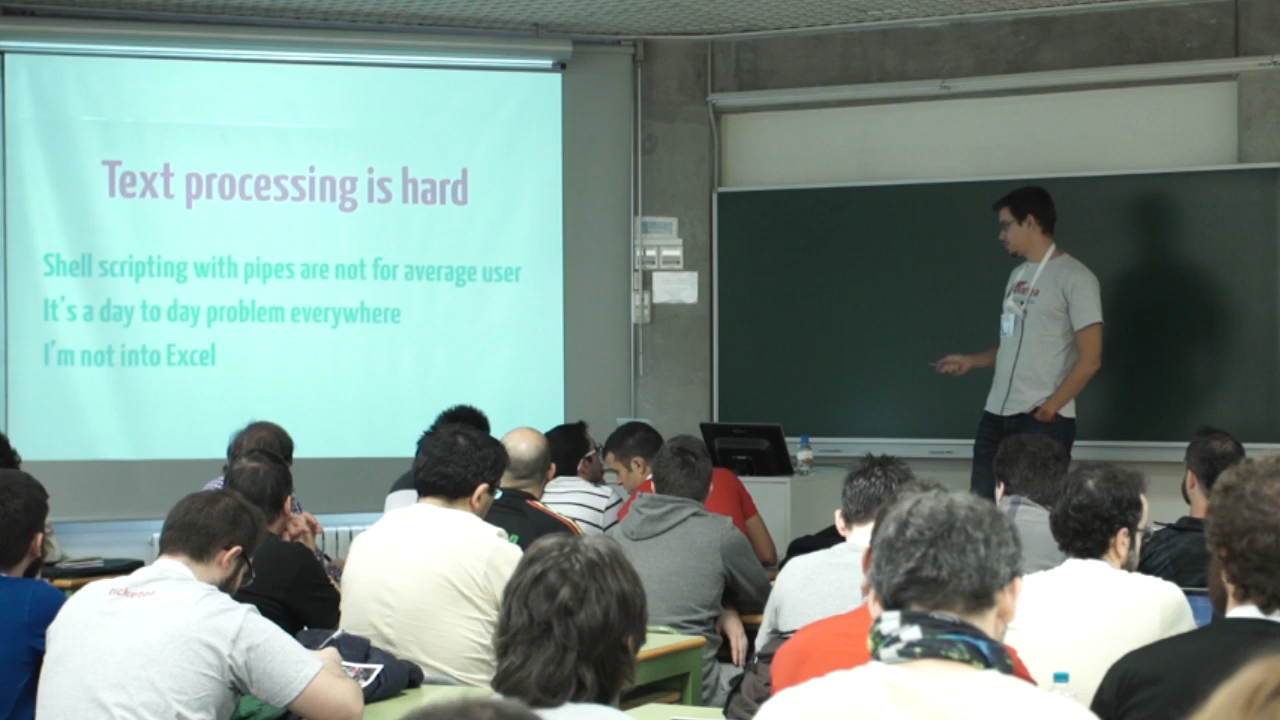 Text processing is hard
Shell scripting with pipes are not for average user
It's a day to day problem everywhere
I'm not into Excel